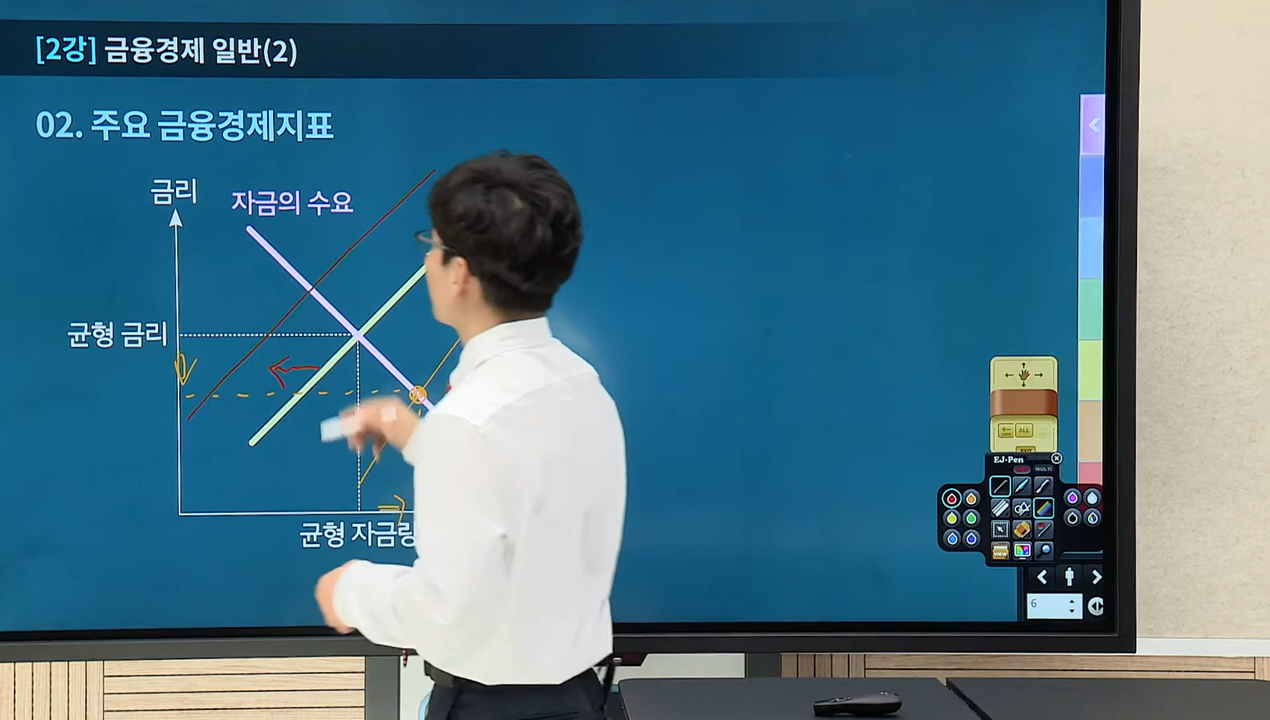 [2강] 금융경제 일반(2)
02. 주요 금융경제지표
금리
자금의 수요
균형 금리
균형 자금량
ALL
EXIT
EJ-Pen
MULTI
VIEW
6